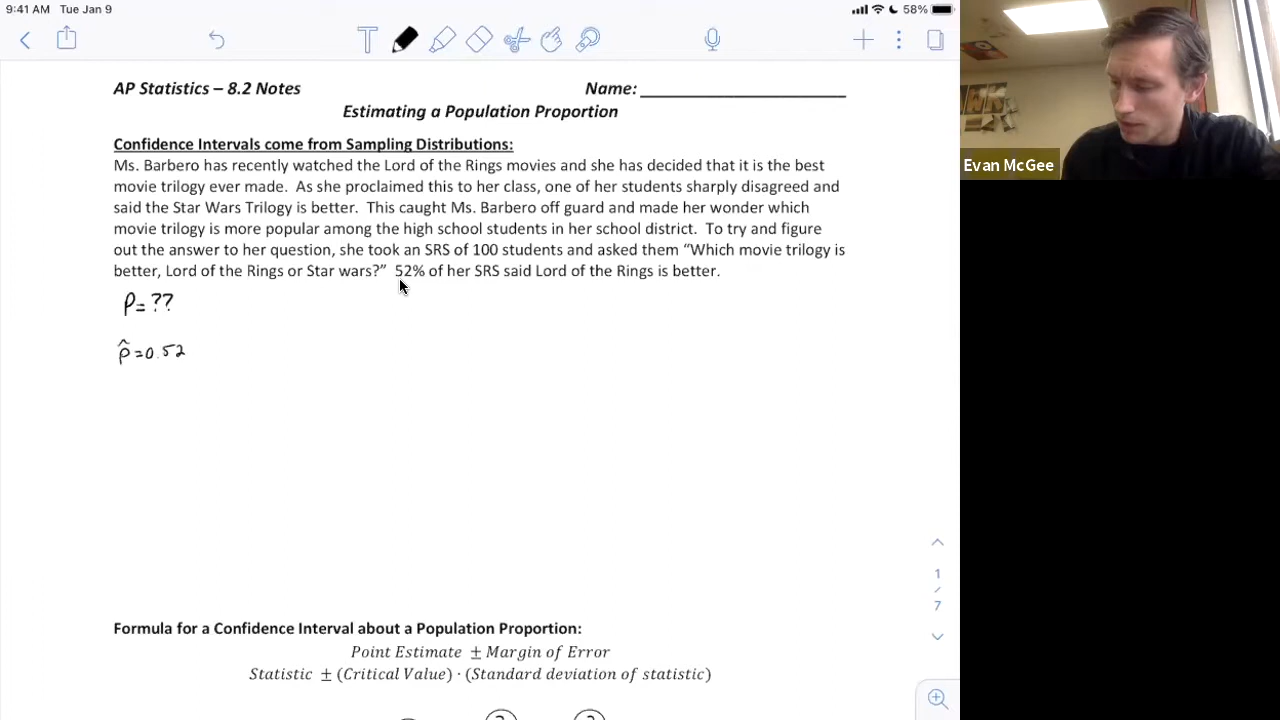 9:41 AM Tue Jan 9
58%
AP Statistics – 8.2 Notes
Name: ______________________
Estimating a Population Proportion
Confidence Intervals come from Sampling Distributions:
Ms. Barbero has recently watched the Lord of the Rings movies and she has decided that it is the best
movie trilogy ever made. As she proclaimed this to her class, one of her students sharply disagreed and
said the Star Wars Trilogy is better. This caught Ms. Barbero off guard and made her wonder which
movie trilogy is more popular among the high school students in her school district. To try and figure
out the answer to her question, she took an SRS of 100 students and asked them “Which movie trilogy is
better, Lord of the Rings or Star wars?” 52% of her SRS said Lord of the Rings is better.
P = ??
p̂ = 0.52
Formula for a Confidence Interval about a Population Proportion:
Point Estimate ± Margin of Error
Statistic ± (Critical Value) · (Standard deviation of statistic)
1
/
7
Evan McGee